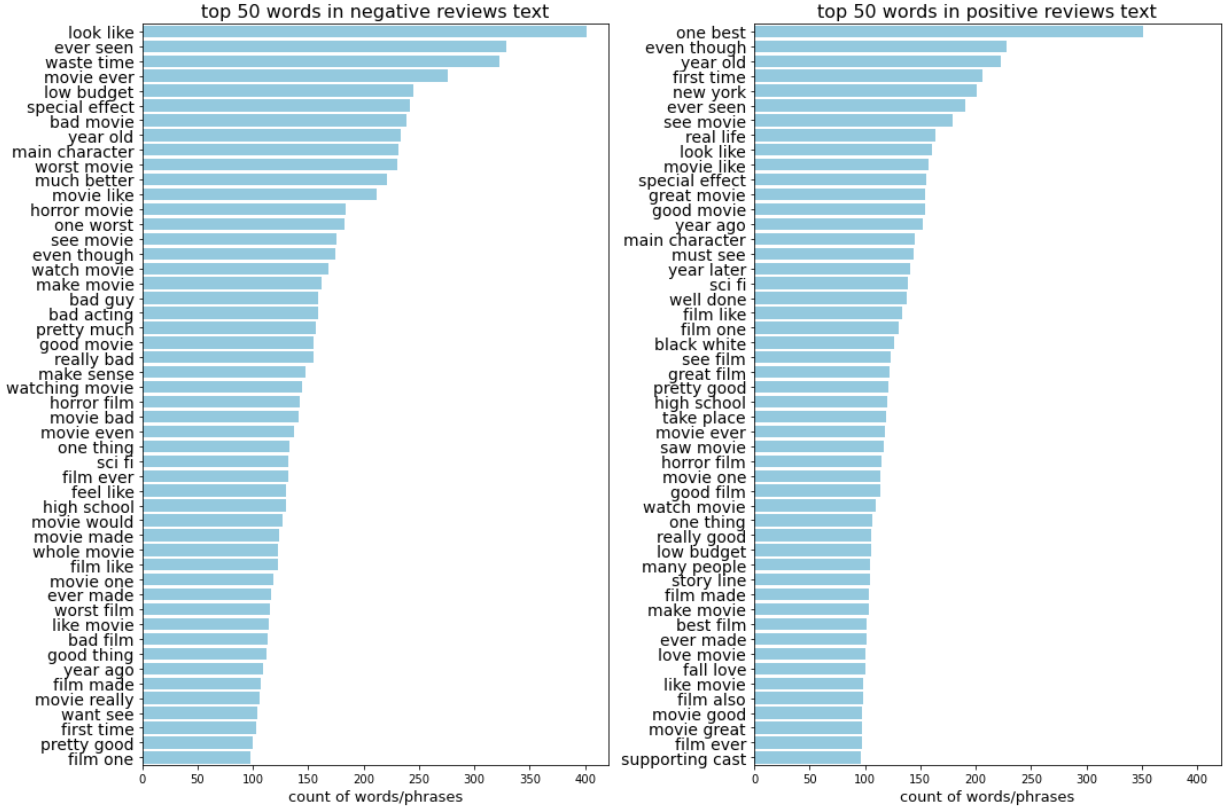 top 50 words in negative reviews text
look like
ever seen
waste time
movie ever
low budget
special effect
bad movie
year old
main character
worst movie
much better
movie like
horror movie
one worst
see movie
even though
watch movie
make movie
bad guy
bad acting
pretty much
good movie
really bad
make sense
watching movie
horror film
movie bad
movie even
one thing
sci fi
film ever
feel like
high school
movie would
movie made
whole movie
film like
movie one
ever made
worst film
like movie
bad film
good thing
year ago
film made
movie really
want see
first time
pretty good
film one
0 50 100 150 200 250 300 350 400
count of words/phrases
top 50 words in positive reviews text
one best
even though
year old
first time
new york
ever seen
see movie
real life
look like
movie like
special effect
great movie
good movie
year ago
main character
must see
year later
sci fi
well done
film like
film one
black white
see film
great film
pretty good
high school
take place
movie ever
saw movie
horror film
movie one
good film
watch movie
one thing
really good
low budget
many people
story line
film made
make movie
best film
ever made
love movie
fall love
like movie
film also
movie good
movie great
film ever
supporting cast
0 50 100 150 200 250 300 350 400
count of words/phrases